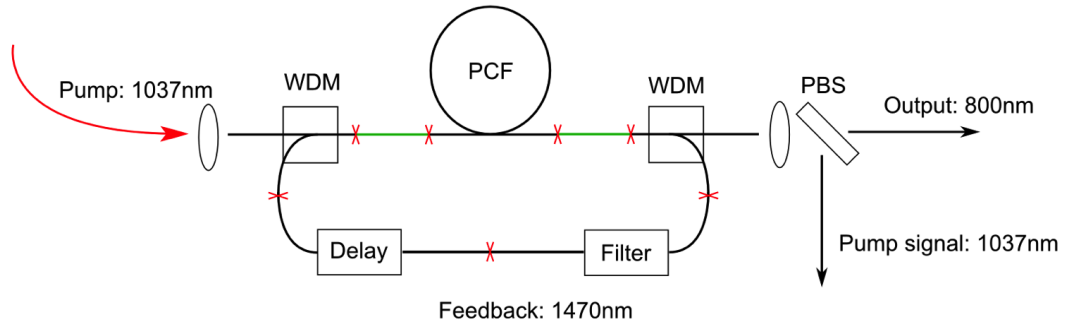 Pump: 1037nm
WDM
PCF
WDM
PBS
Output: 800nm
Delay
Filter
Pump signal: 1037nm
Feedback: 1470nm